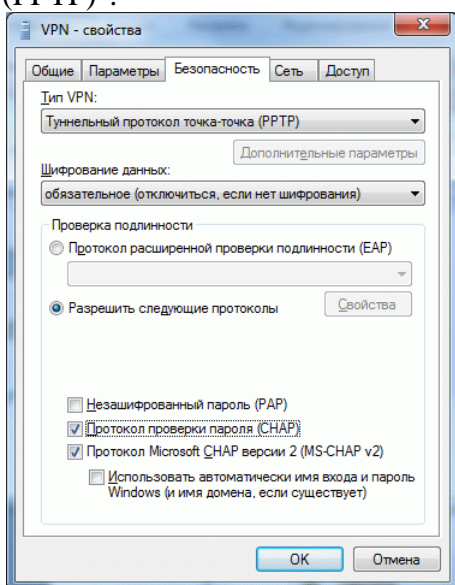 (PPTP)".
VPN - свойства
Общие Параметры Безопасность Сеть Доступ
Тип VPN:
Туннельный протокол точка-точка (PPTP)
Дополнительные параметры
Шифрование данных:
обязательное (отключиться, если нет шифрования)
Проверка подлинности
Протокол расширенной проверки подлинности (EAP)
Разрешить следующие протоколы
Свойства
Незашифрованный пароль (PAP)
Протокол проверки пароля (CHAP)
Протокол Microsoft CHAP версии 2 (MS-CHAP v2)
Использовать автоматически имя входа и пароль
Windows (и имя домена, если существует)
OK Отмена